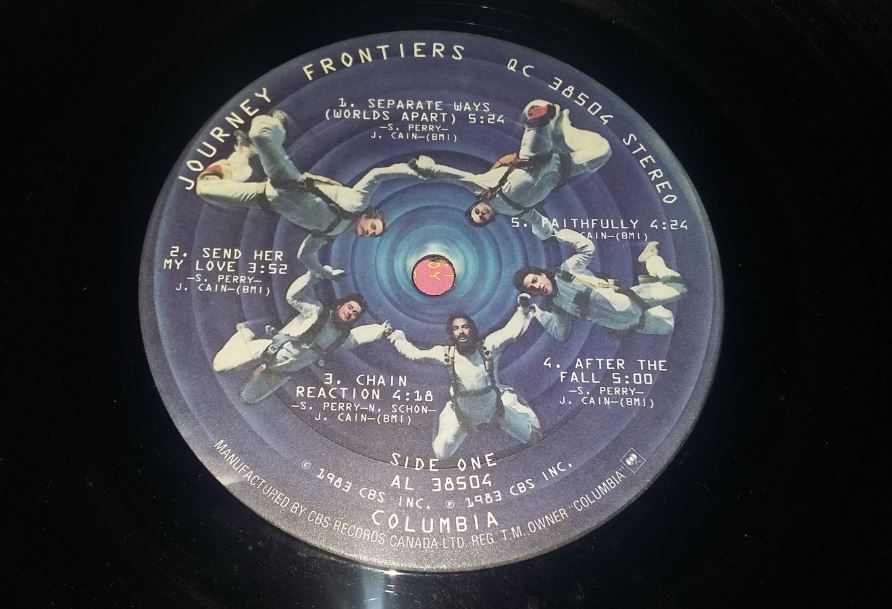 JOURNEY FRONTIERS QC 38504 STEREO
1. SEPARATE WAYS
(WORLDS APART) 5:24
—S. PERRY—
J. CAIN—(BMI)
2. SEND HER
MY LOVE 3:52
—S. PERRY—
J. CAIN—(BMI)
3. CHAIN
REACTION 4:18
—S. PERRY—N. SCHON—
J. CAIN—(BMI)
4. AFTER THE
FALL 5:00
—S. PERRY—
J. CAIN—(BMI)
5. FAITHFULLY 4:24
CAIN—(BMI)
SIDE ONE
AL 38504
© 1983 CBS INC. ℗ 1983 CBS INC.
COLUMBIA
MANUFACTURED BY CBS RECORDS CANADA LTD. REG. T.M. OWNER "COLUMBIA"